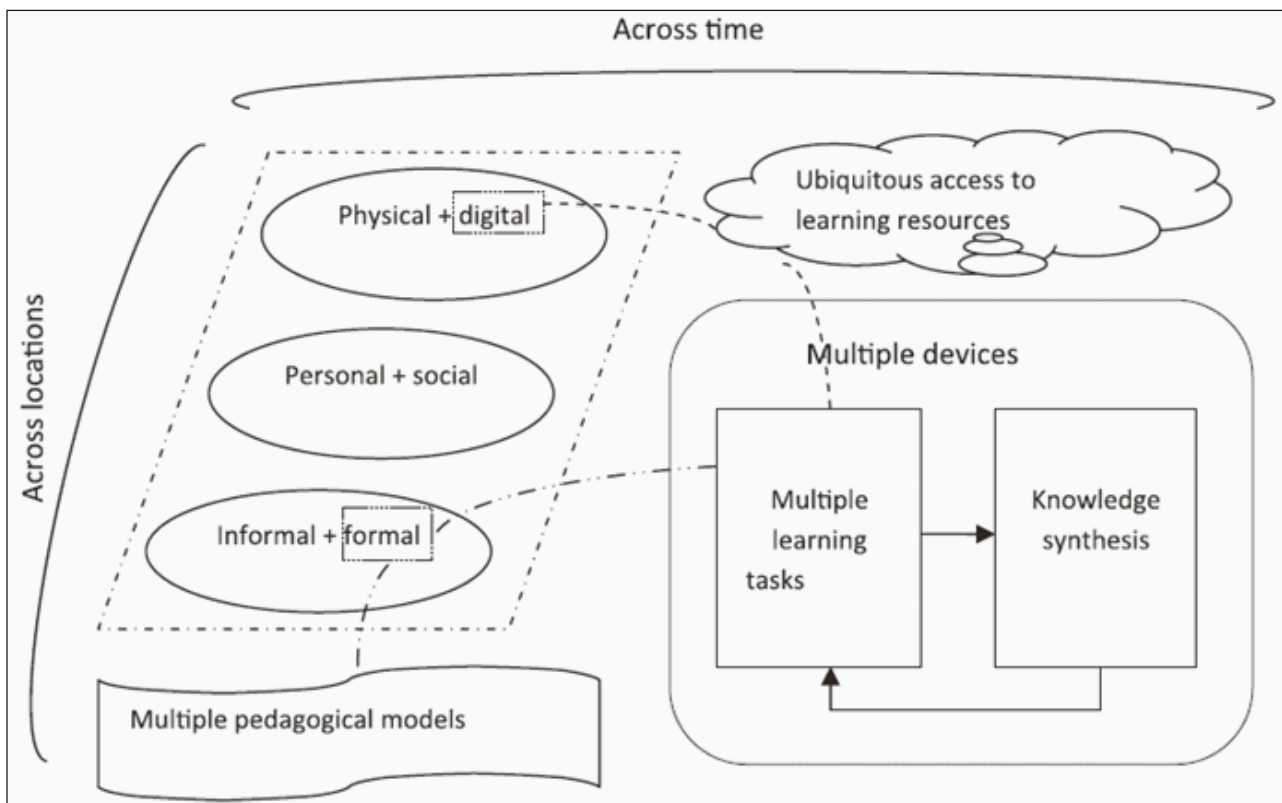 Across time
Across locations
Physical + digital
Ubiquitous access to
learning resources
Personal + social
Multiple devices
Informal + formal
Multiple
learning
tasks
Knowledge
synthesis
Multiple pedagogical models